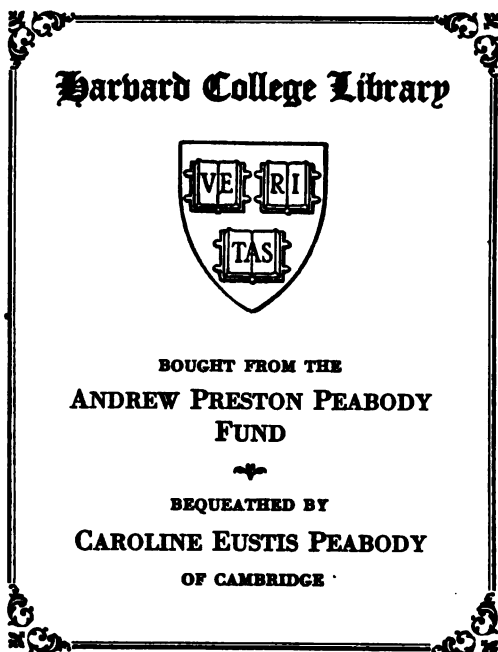 Harvard College Library
VE RI
TAS
BOUGHT FROM THE
ANDREW PRESTON PEABODY
FUND
BEQUEATHED BY
CAROLINE EUSTIS PEABODY
OF CAMBRIDGE